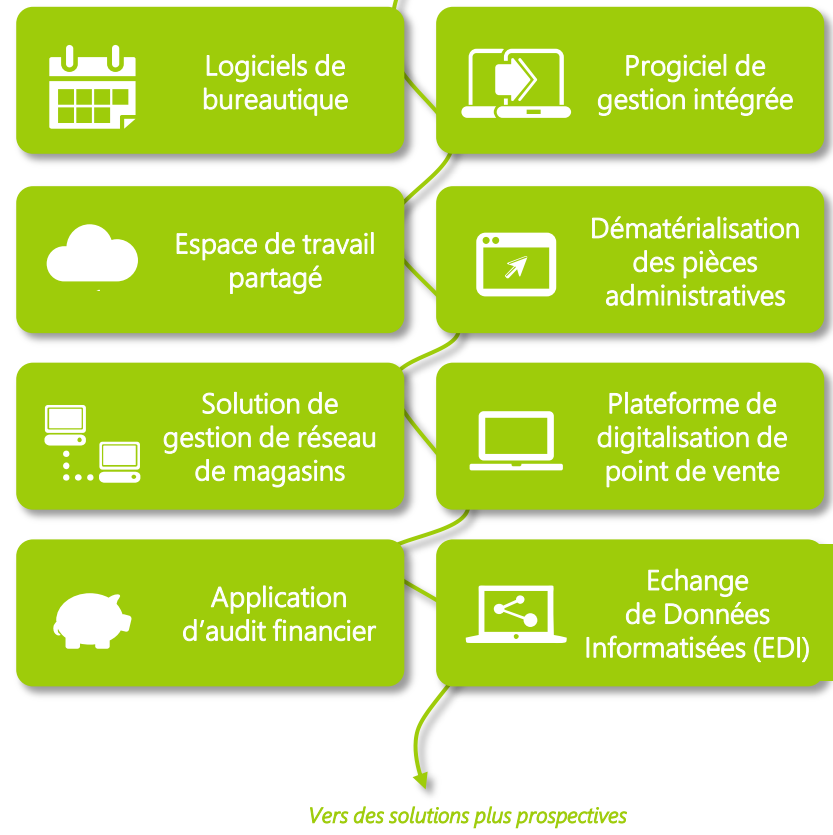 Logiciels de
bureautique
Progiciel de
gestion intégrée
Espace de travail
partagé
Dématérialisation
des pièces
administratives
Solution de
gestion de réseau
de magasins
Plateforme de
digitalisation de
point de vente
Application
d'audit financier
Echange
de Données
Informatisées (EDI)
Vers des solutions plus prospectives